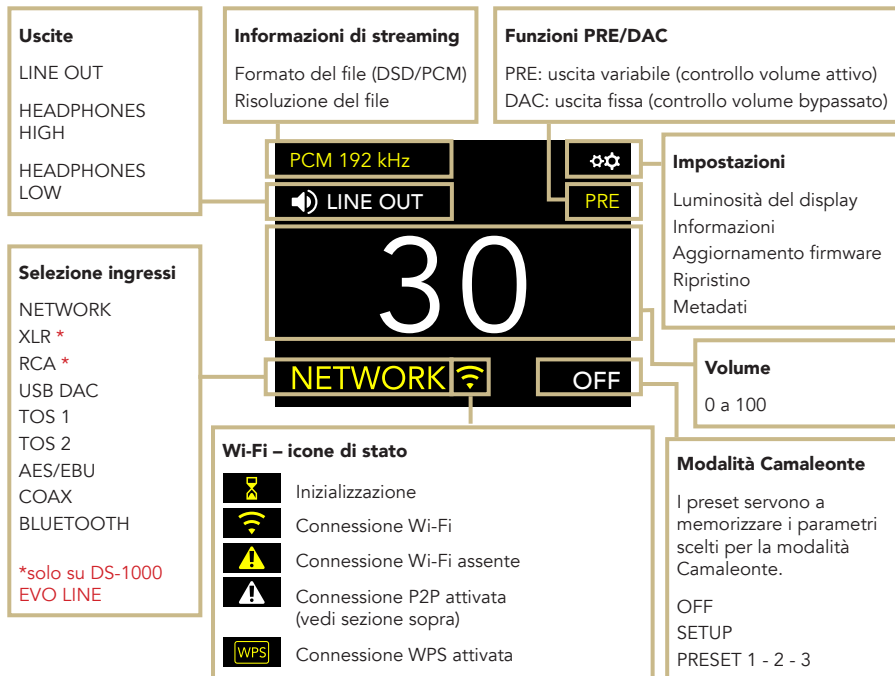 Uscite
LINE OUT
HEADPHONES
HIGH
HEADPHONES
LOW
Informazioni di streaming
Formato del file (DSD/PCM)
Risoluzione del file
Funzioni PRE/DAC
PRE: uscita variabile (controllo volume attivo)
DAC: uscita fissa (controllo volume bypassato)
PCM 192 kHz
LINE OUT
PRE
30
NETWORK
OFF
Impostazioni
Luminosità del display
Informazioni
Aggiornamento firmware
Ripristino
Metadati
Selezione ingressi
NETWORK
XLR *
RCA *
USB DAC
TOS 1
TOS 2
AES/EBU
COAX
BLUETOOTH
*solo su DS-1000
EVO LINE
Volume
0 a 100
Wi-Fi – icone di stato
Inizializzazione
Connessione Wi-Fi
Connessione Wi-Fi assente
Connessione P2P attivata
(vedi sezione sopra)
WPS
Connessione WPS attivata
Modalità Camaleonte
I preset servono a
memorizzare i parametri
scelti per la modalità
Camaleonte.
OFF
SETUP
PRESET 1 - 2 - 3